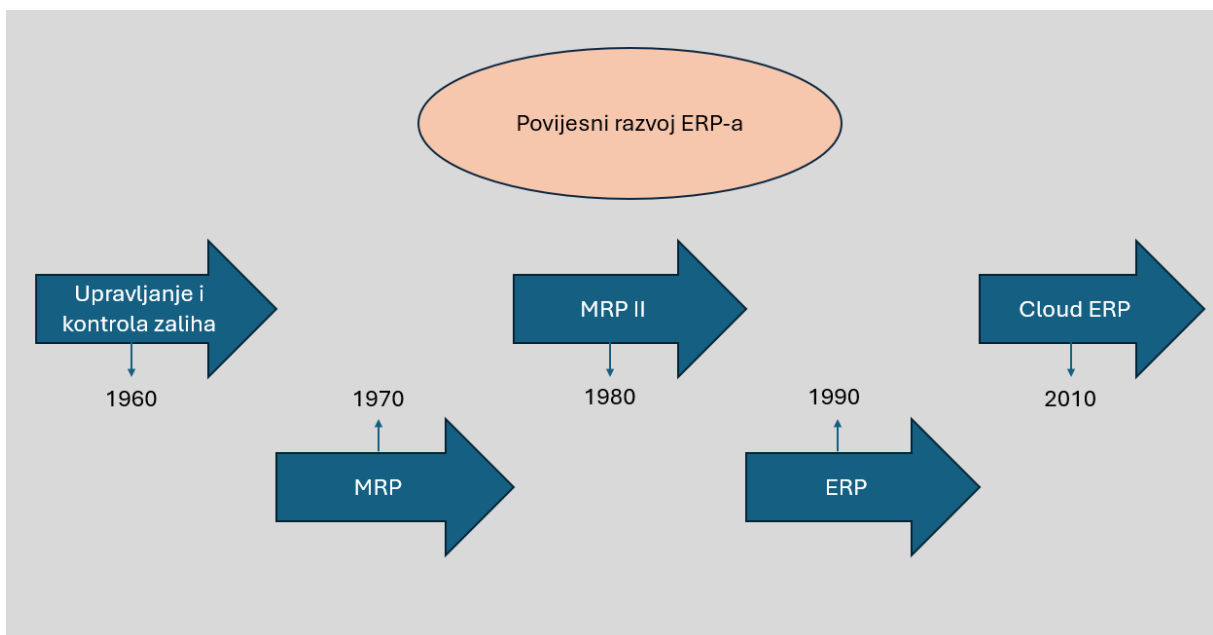 Povijesni razvoj ERP-a
Upravljanje i
kontrola zaliha
MRP II
Cloud ERP
1960
1970
1980
1990
2010
MRP
ERP